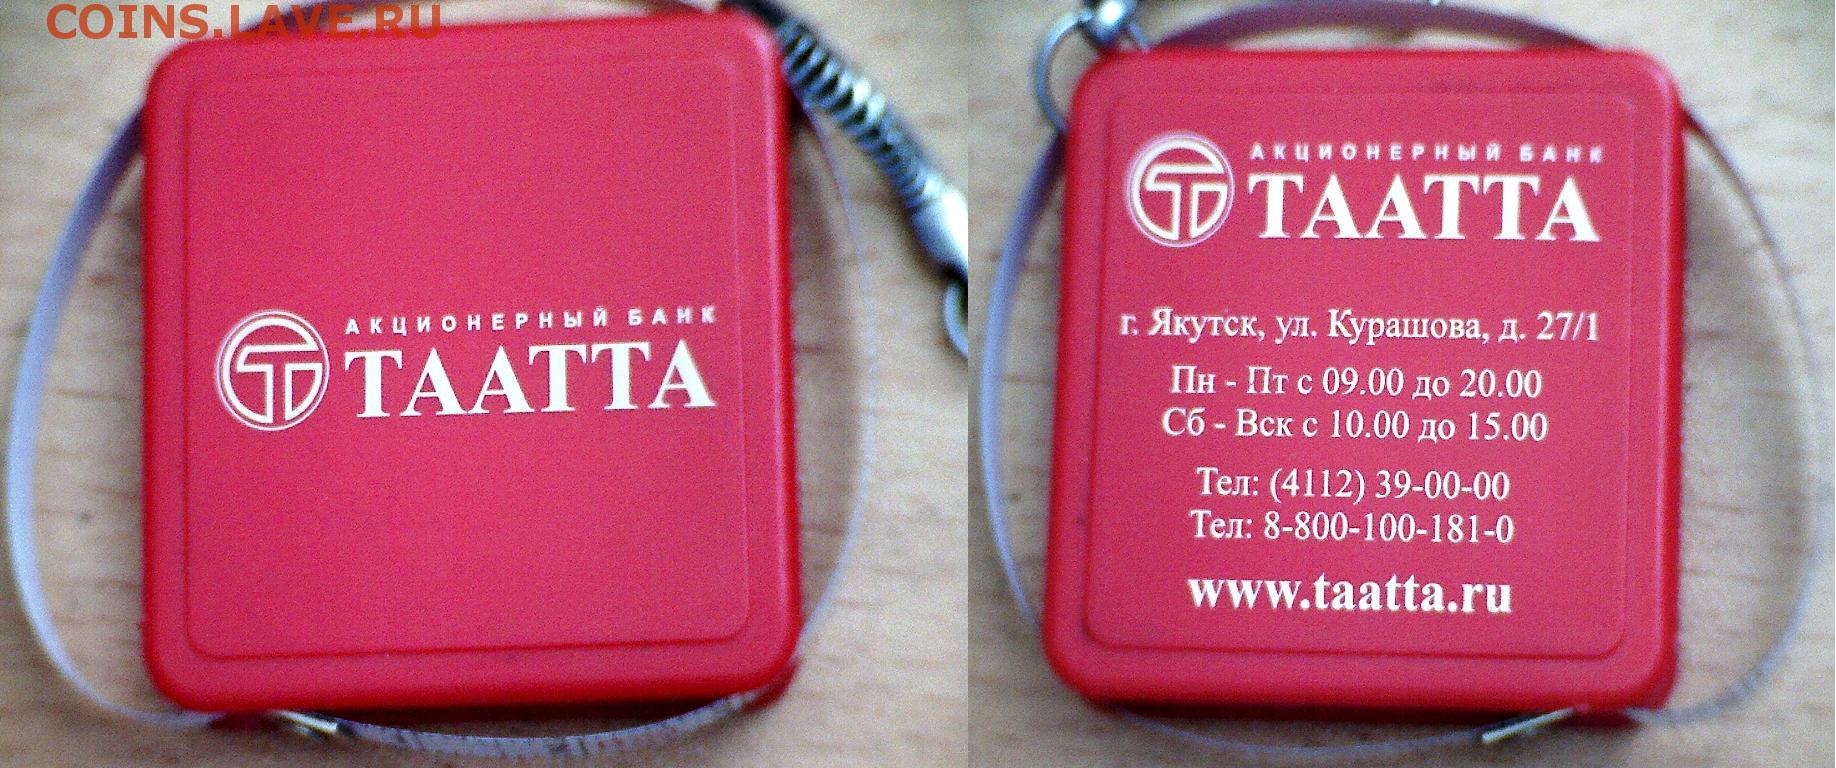 COINS.LAVE.RU
АКЦИОНЕРНЫЙ БАНК
ТААТТА
АКЦИОНЕРНЫЙ БАНК
ТААТТА
г. Якутск, ул. Курашова, д. 27/1
Пн - Пт с 09.00 до 20.00
Сб - Вск с 10.00 до 15.00
Тел: (4112) 39-00-00
Тел: 8-800-100-181-0
www.taatta.ru